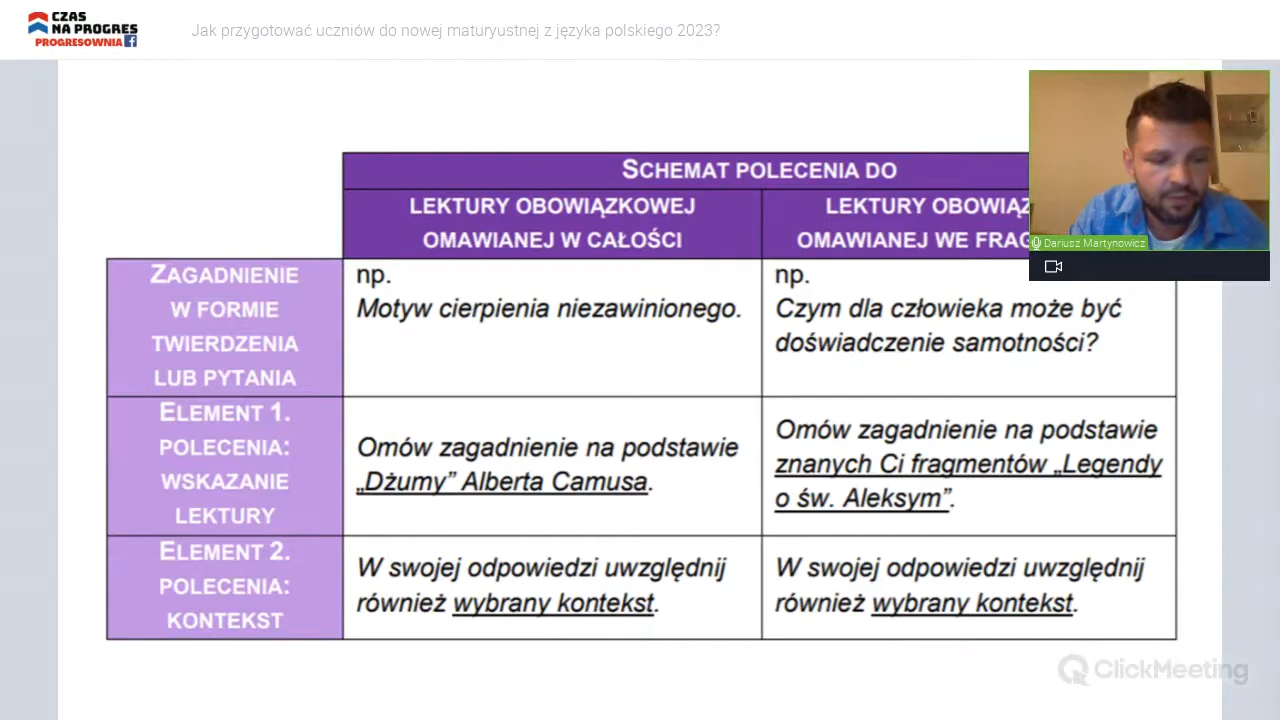 CZAS
NA PROGRES
PROGRESOWNIA
Jak przygotować uczniów do nowej maturyustnej z języka polskiego 2023?
SCHEMAT POLECENIA DO
LEKTURY OBOWIĄZKOWEJ
OMAWIANEJ W CAŁOŚCI
LEKTURY OBOWIĄZ
OMAWIANEJ WE FRAG
Dariusz Martynowicz
ZAGADNIENIE
W FORMIE
TWIERDZENIA
LUB PYTANIA
np.
Motyw cierpienia niezawinionego.
np.
Czym dla człowieka może być
doświadczenie samotności?
ELEMENT 1.
POLECENIA:
WSKAZANIE
LEKTURY
Omów zagadnienie na podstawie
„Dżumy” Alberta Camusa.
Omów zagadnienie na podstawie
znanych Ci fragmentów „Legendy
o św. Aleksym”.
ELEMENT 2.
POLECENIA:
KONTEKST
W swojej odpowiedzi uwzględnij
również wybrany kontekst.
W swojej odpowiedzi uwzględnij
również wybrany kontekst.
ClickMeeting